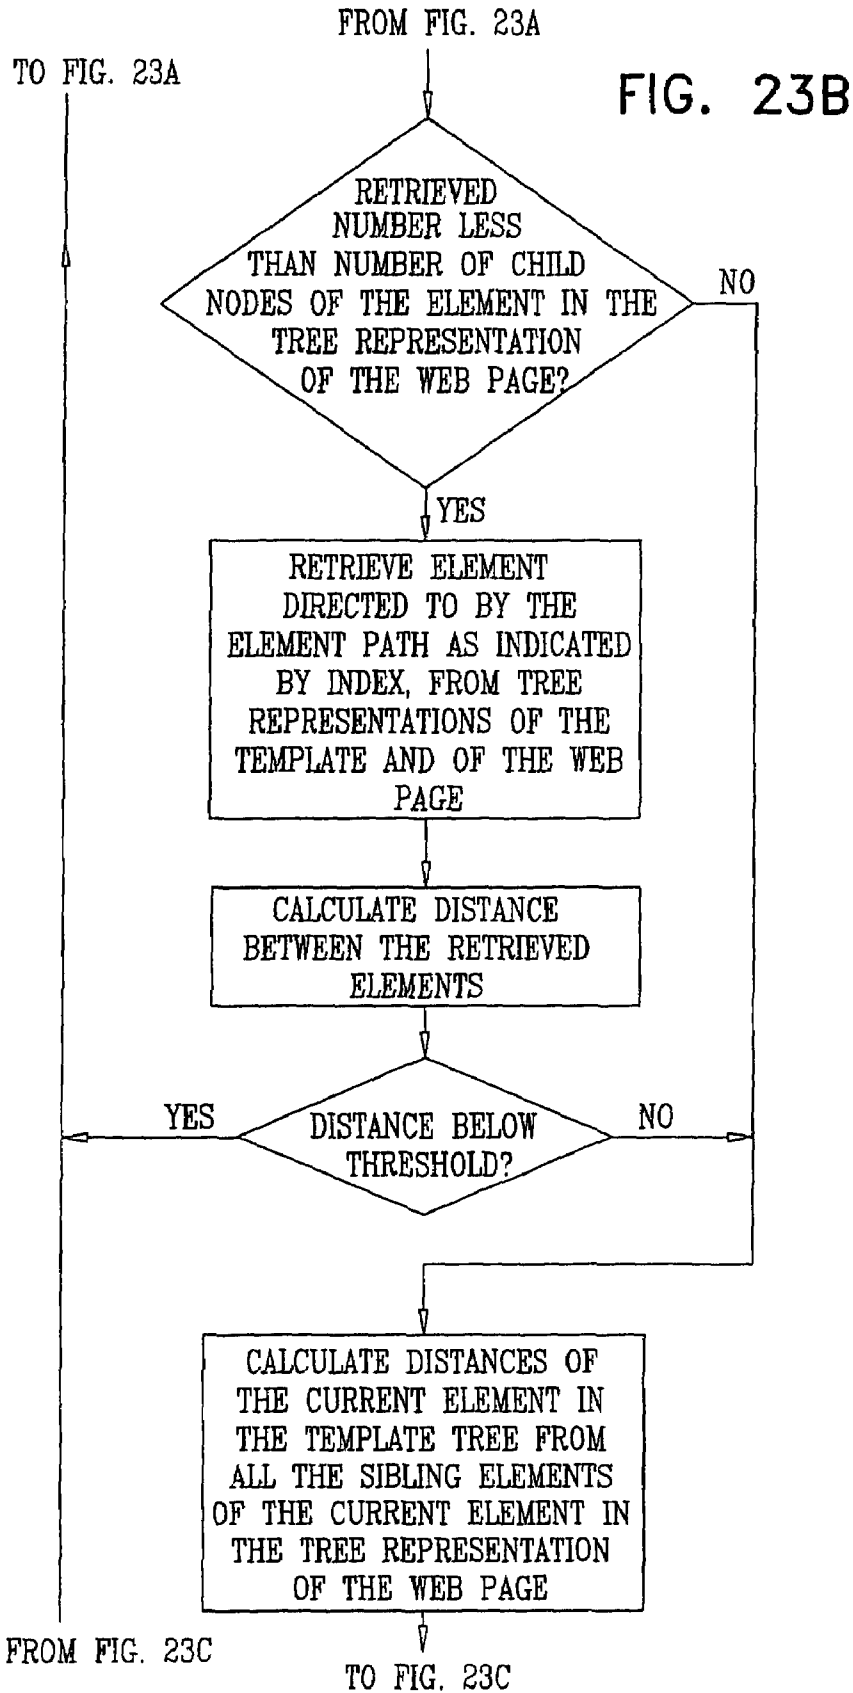 FROM FIG. 23A
TO FIG. 23A
FIG. 23B
RETRIEVED
NUMBER LESS
THAN NUMBER OF CHILD
NODES OF THE ELEMENT IN THE
TREE REPRESENTATION
OF THE WEB PAGE?
NO
YES
RETRIEVE ELEMENT
DIRECTED TO BY THE
ELEMENT PATH AS INDICATED
BY INDEX, FROM TREE
REPRESENTATIONS OF THE
TEMPLATE AND OF THE WEB
PAGE
CALCULATE DISTANCE
BETWEEN THE RETRIEVED
ELEMENTS
YES
DISTANCE BELOW
THRESHOLD?
NO
CALCULATE DISTANCES OF
THE CURRENT ELEMENT IN
THE TEMPLATE TREE FROM
ALL THE SIBLING ELEMENTS
OF THE CURRENT ELEMENT IN
THE TREE REPRESENTATION
OF THE WEB PAGE
FROM FIG. 23C
TO FIG. 23C